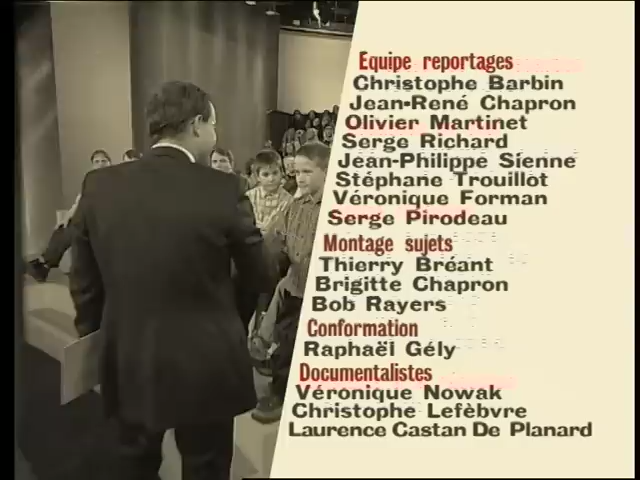 Equipe reportages
Christophe Barbin
Jean-René Chapron
Olivier Martinet
Serge Richard
Jean-Philippe Sienne
Stéphane Trouillot
Véronique Forman
Serge Pirodeau
Montage sujets
Thierry Bréant
Brigitte Chapron
Bob Rayers
Conformation
Raphaël Gély
Documentalistes
Véronique Nowak
Christophe Lefèbvre
Laurence Castan De Planard